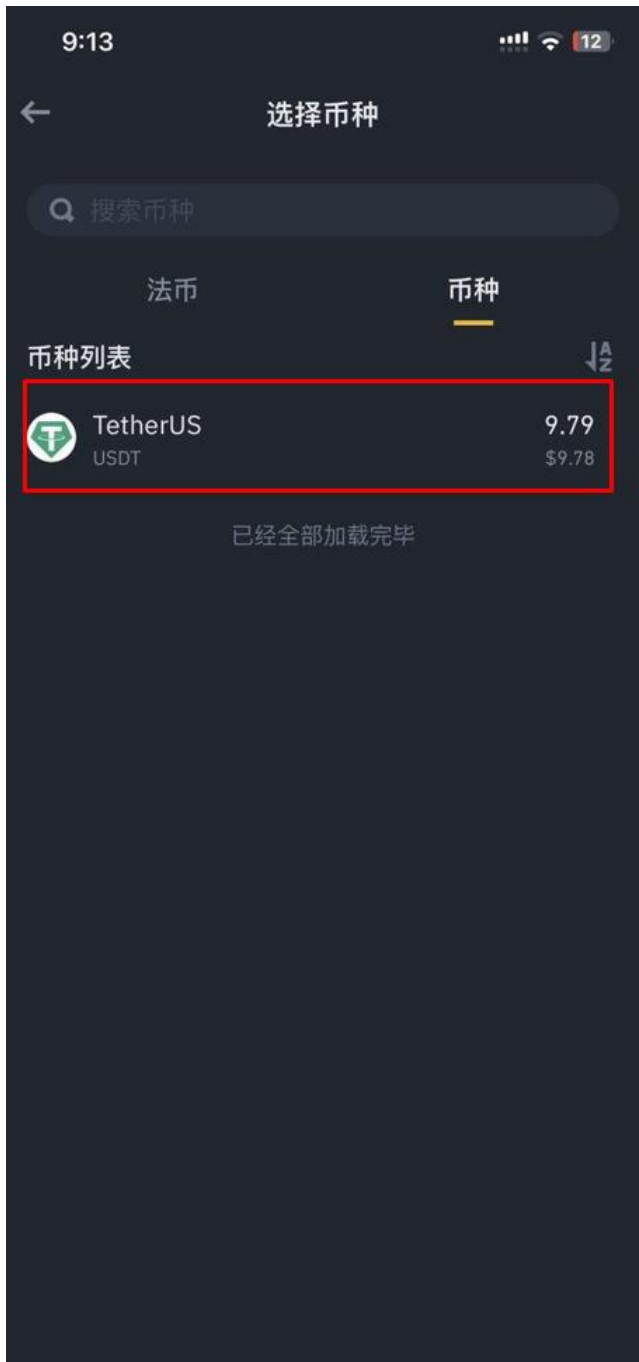 9:13
12
选择币种
搜索币种
法币 币种
币种列表
A
Z
TetherUS 9.79
USDT $9.78
已经全部加载完毕